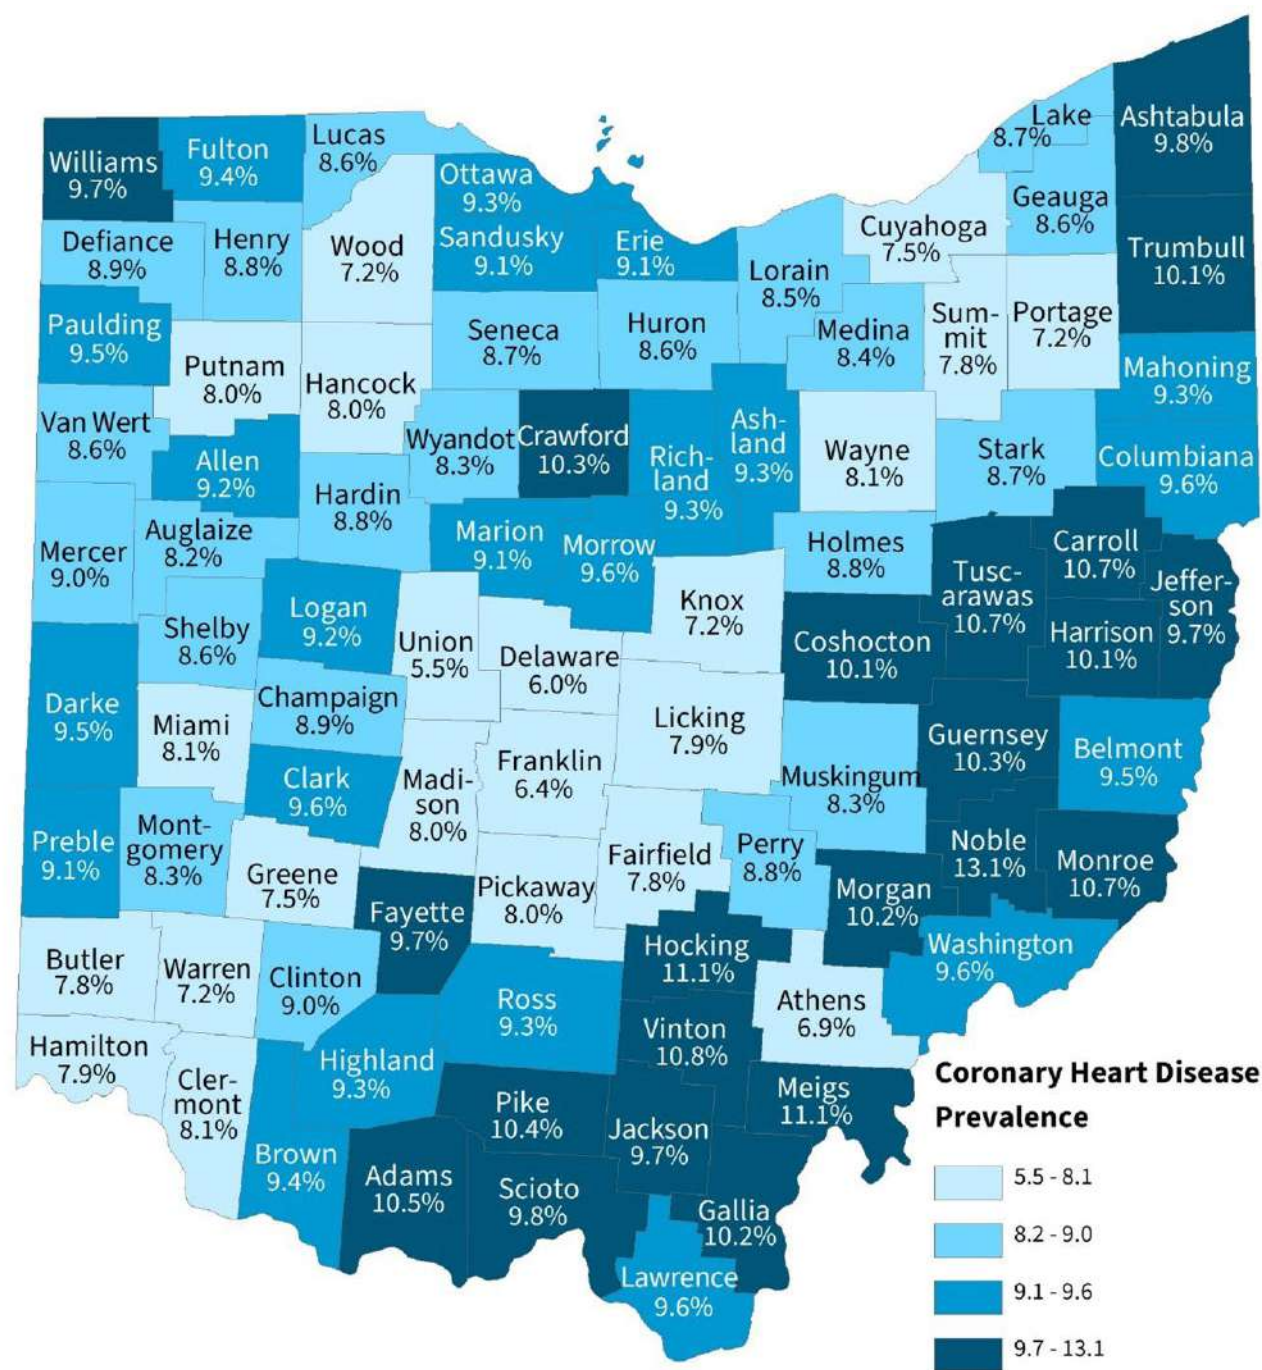 Lake
8.7%
Ashtabula
9.8%
Williams
9.7%
Fulton
9.4%
Lucas
8.6%
Ottawa
9.3%
Geauga
8.6%
Defiance
8.9%
Henry
8.8%
Wood
7.2%
Sandusky
9.1%
Erie
9.1%
Cuyahoga
7.5%
Trumbull
10.1%
Lorain
8.5%
Paulding
9.5%
Seneca
8.7%
Huron
8.6%
Medina
8.4%
Sum-
mit
7.8%
Portage
7.2%
Putnam
8.0%
Hancock
8.0%
Mahoning
9.3%
Van Wert
8.6%
Allen
9.2%
Wyandot
8.3%
Crawford
10.3%
Rich-
land
9.3%
Ash-
land
9.3%
Wayne
8.1%
Stark
8.7%
Columbiana
9.6%
Hardin
8.8%
Mercer
9.0%
Auglaize
8.2%
Marion
9.1%
Morrow
9.6%
Holmes
8.8%
Tusc-
arawas
10.7%
Carroll
10.7%
Jeffer-
son
9.7%
Logan
9.2%
Shelby
8.6%
Union
5.5%
Delaware
6.0%
Knox
7.2%
Coshocton
10.1%
Harrison
10.1%
Darke
9.5%
Miami
8.1%
Champaign
8.9%
Licking
7.9%
Guernsey
10.3%
Belmont
9.5%
Clark
9.6%
Madi-
son
8.0%
Franklin
6.4%
Muskingum
8.3%
Preble
9.1%
Mont-
gomery
8.3%
Greene
7.5%
Fairfield
7.8%
Perry
8.8%
Noble
13.1%
Monroe
10.7%
Fayette
9.7%
Pickaway
8.0%
Morgan
10.2%
Butler
7.8%
Warren
7.2%
Clinton
9.0%
Hocking
11.1%
Washington
9.6%
Ross
9.3%
Athens
6.9%
Hamilton
7.9%
Cler-
mont
8.1%
Highland
9.3%
Vinton
10.8%
Meigs
11.1%
Pike
10.4%
Jackson
9.7%
Brown
9.4%
Adams
10.5%
Scioto
9.8%
Gallia
10.2%
Lawrence
9.6%
Coronary Heart Disease
Prevalence
5.5 - 8.1
8.2 - 9.0
9.1 - 9.6
9.7 - 13.1